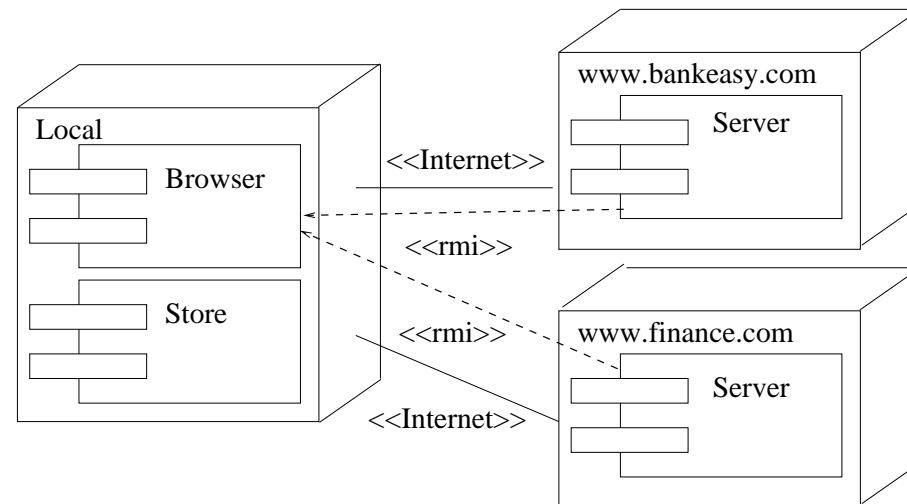 Local
Browser
Store
<<Internet>>
<<rmi>>
<<rmi>>
<<Internet>>
www.bankeasy.com
Server
www.finance.com
Server